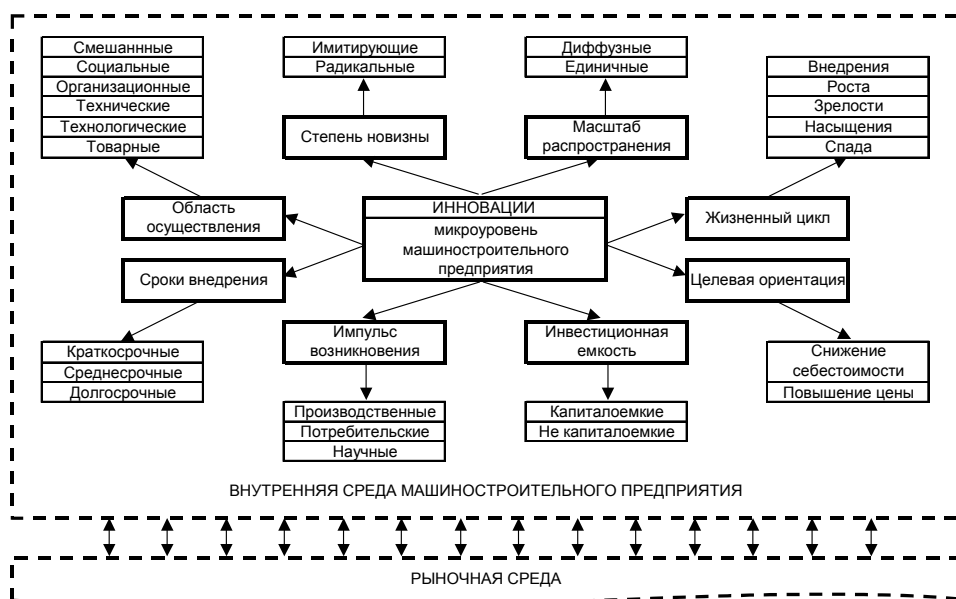 Смешаннные
Социальные
Организационные
Технические
Технологические
Товарные
Имитирующие
Радикальные
Диффузные
Единичные
Внедрения
Роста
Зрелости
Насыщения
Спада
Степень новизны
Масштаб
распространения
Область
осуществления
ИННОВАЦИИ
микроуровень
машиностроительного
предприятия
Жизненный цикл
Сроки внедрения
Целевая ориентация
Импульс
возникновения
Инвестиционная
емкость
Краткосрочные
Среднесрочные
Долгосрочные
Снижение
себестоимости
Повышение цены
Производственные
Потребительские
Научные
Капиталоемкие
Не капиталоемкие
ВНУТРЕННЯЯ СРЕДА МАШИНОСТРОИТЕЛЬНОГО ПРЕДПРИЯТИЯ
РЫНОЧНАЯ СРЕДА